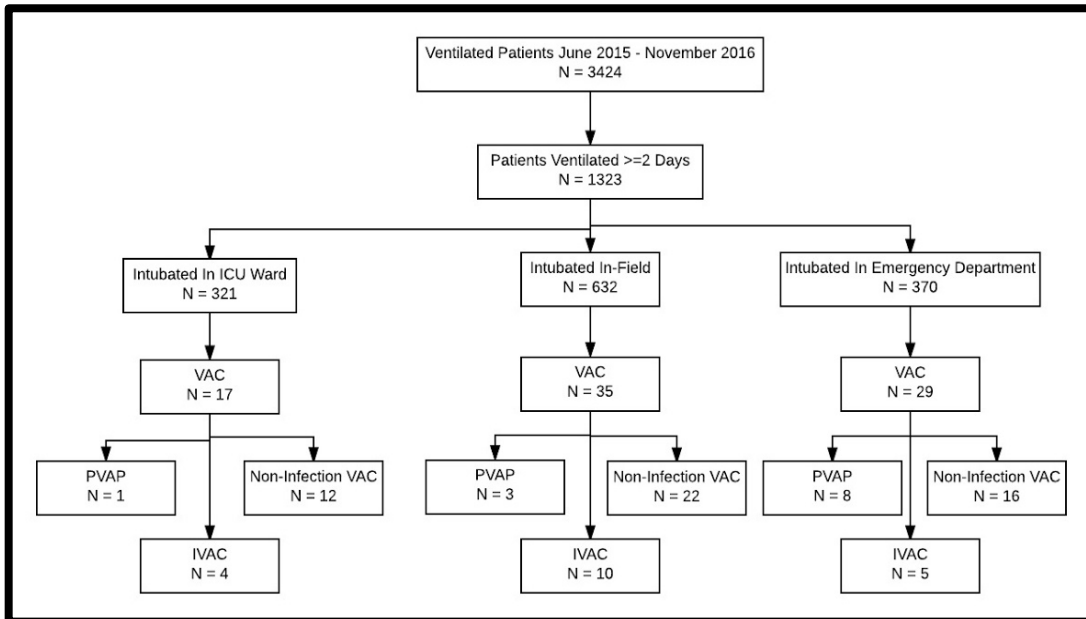 Ventilated Patients June 2015 - November 2016
N = 3424
Patients Ventilated >=2 Days
N = 1323
Intubated In ICU Ward
N = 321
Intubated In-Field
N = 632
Intubated In Emergency Department
N = 370
VAC
N = 17
VAC
N = 35
VAC
N = 29
PVAP
N = 1
Non-Infection VAC
N = 12
PVAP
N = 3
Non-Infection VAC
N = 22
PVAP
N = 8
Non-Infection VAC
N = 16
IVAC
N = 4
IVAC
N = 10
IVAC
N = 5